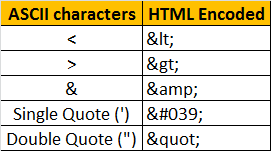 ASCII characters HTML Encoded
< &lt;
> &gt;
& &amp;
Single Quote (') &#039;
Double Quote (") &quot;